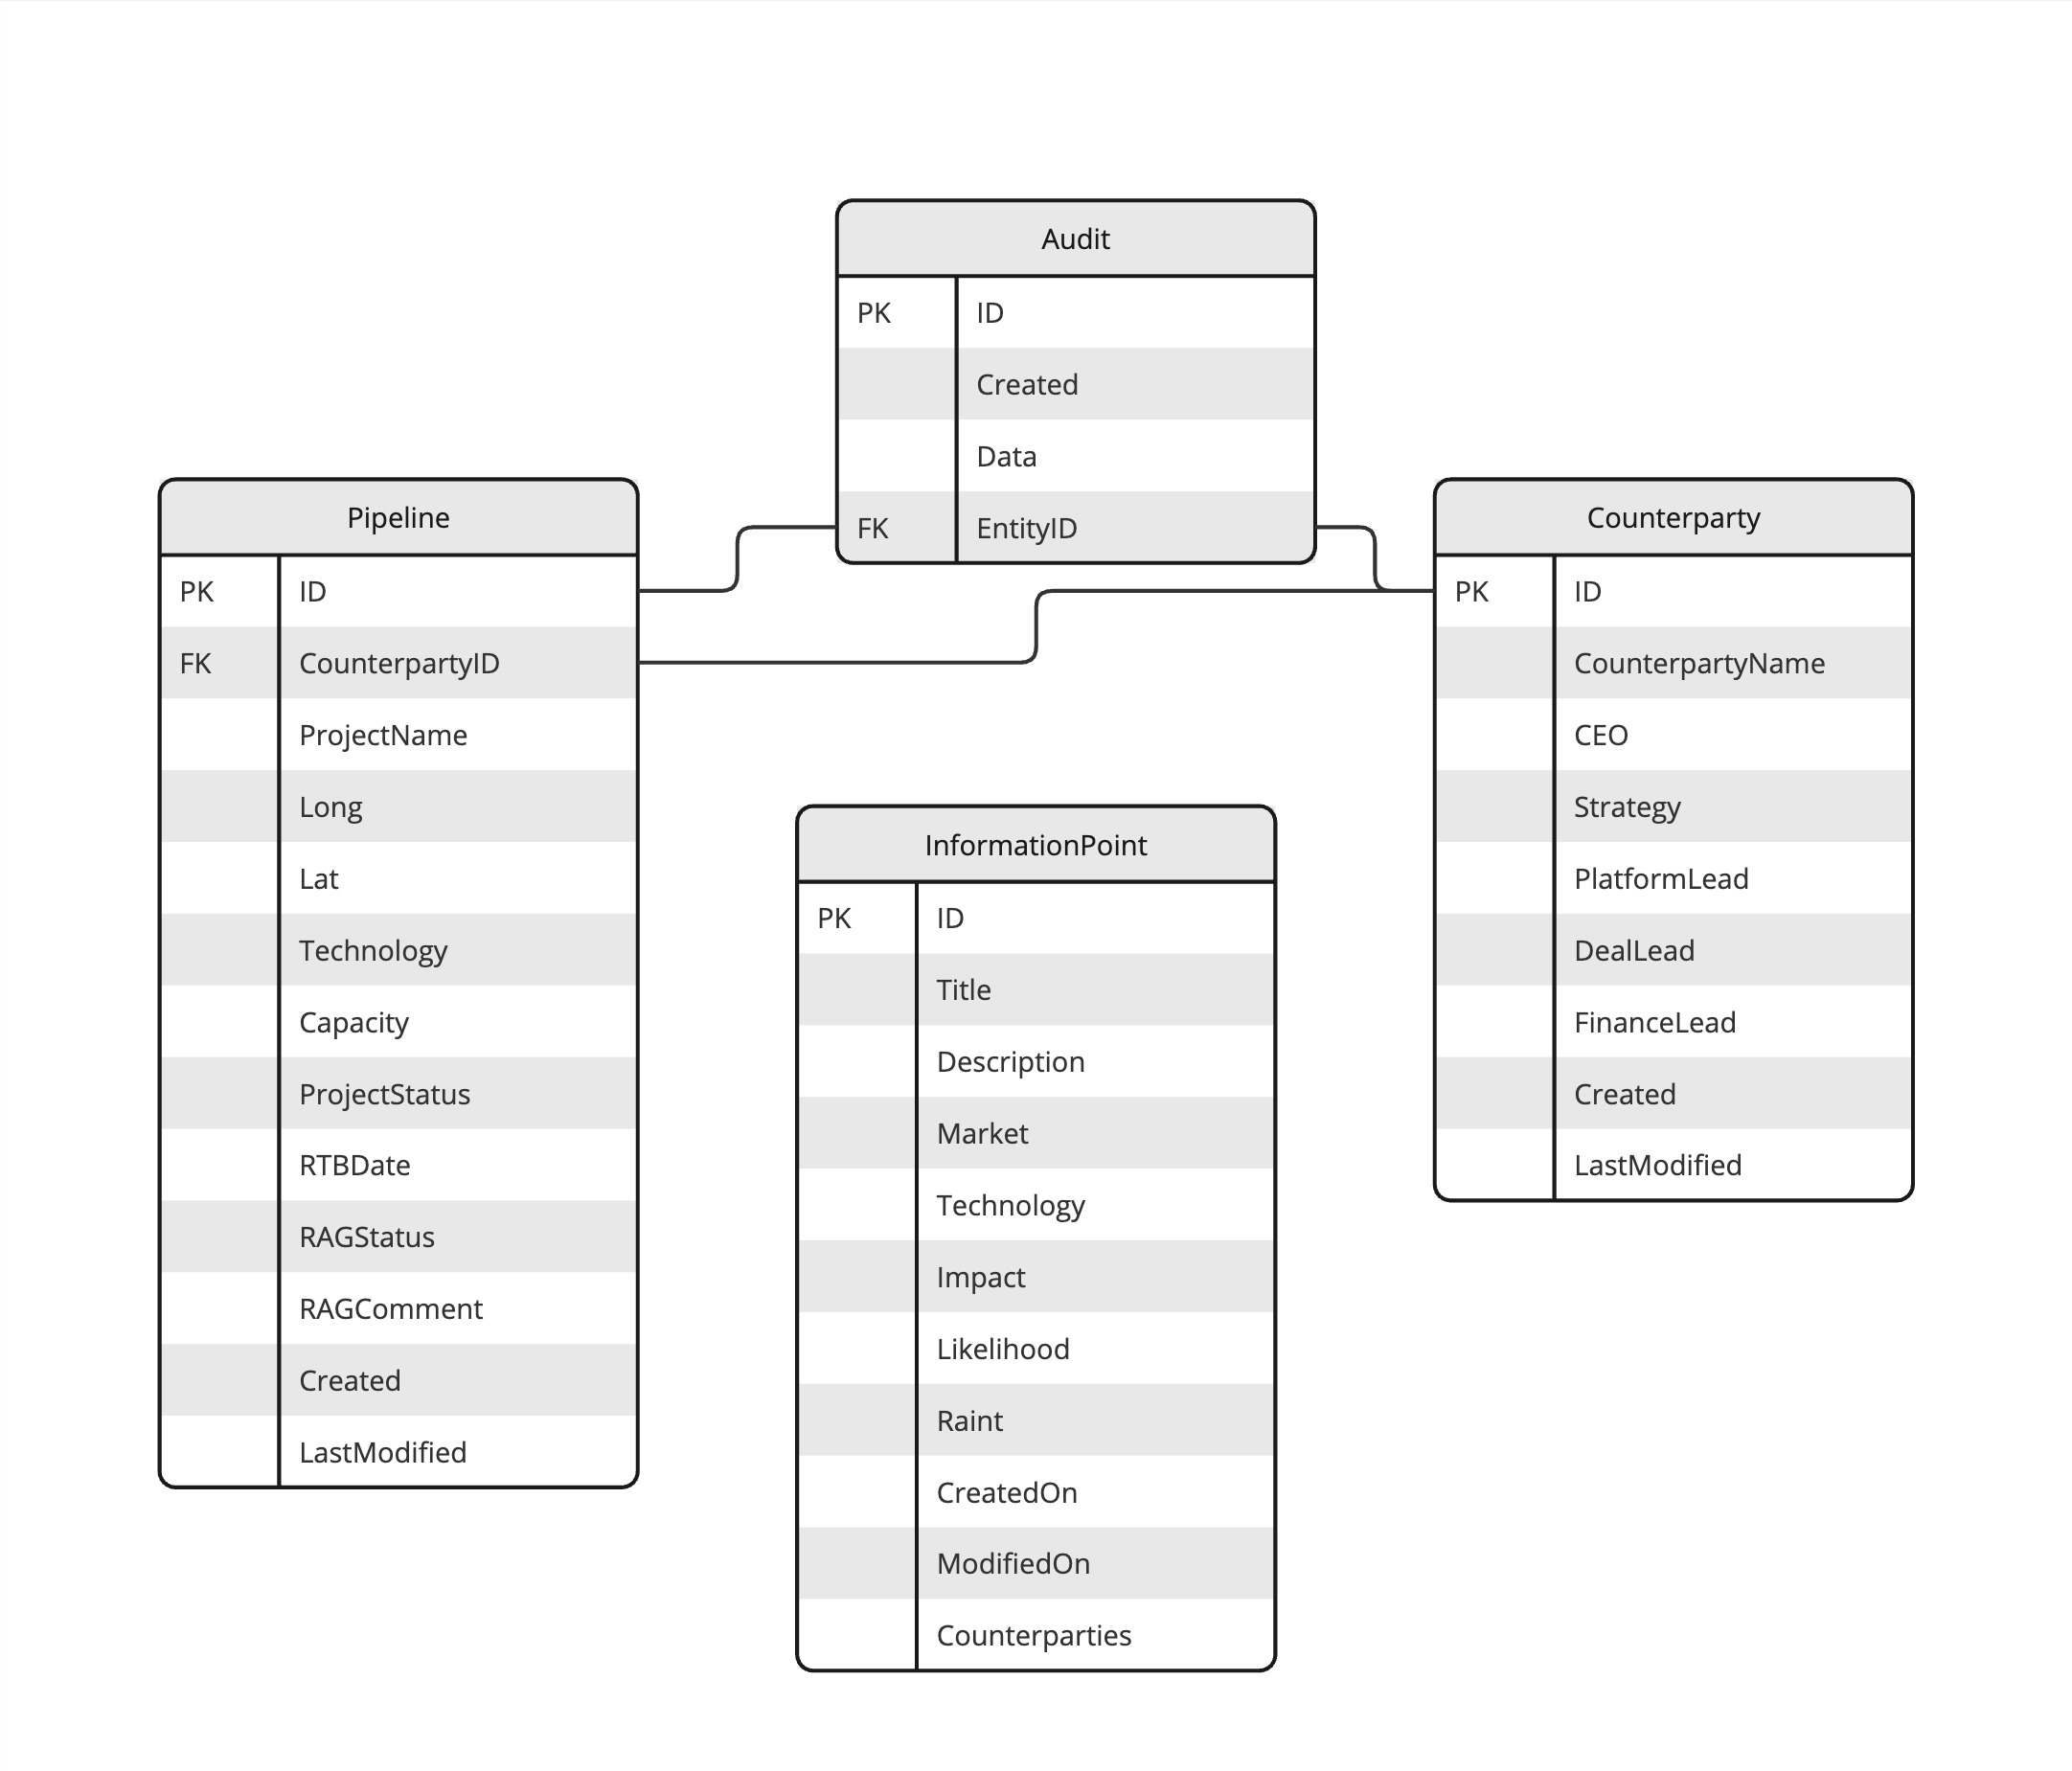 Audit
PK ID
Created
Data
FK EntityID
Pipeline
PK ID
FK CounterpartyID
ProjectName
Long
Lat
Technology
Capacity
ProjectStatus
RTBDate
RAGStatus
RAGComment
Created
LastModified
InformationPoint
PK ID
Title
Description
Market
Technology
Impact
Likelihood
Raint
CreatedOn
ModifiedOn
Counterparties
Counterparty
PK ID
CounterpartyName
CEO
Strategy
PlatformLead
DealLead
FinanceLead
Created
LastModified